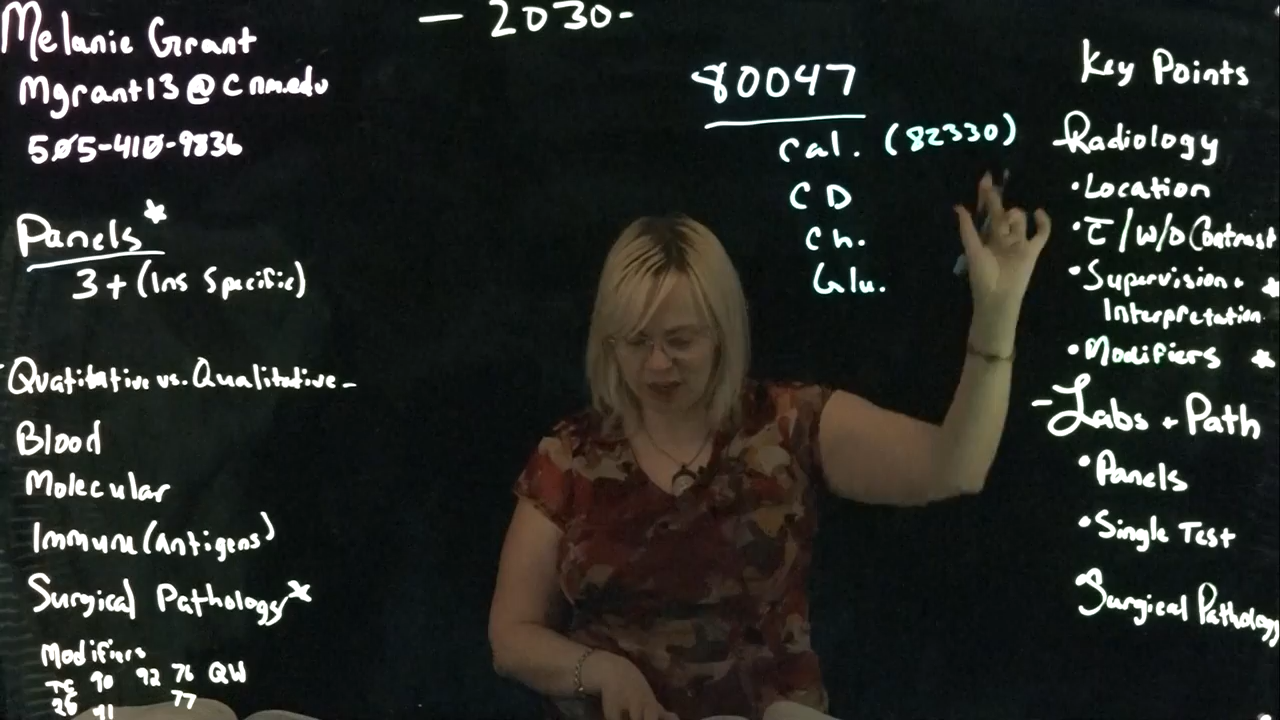 — 2030-
Melanie Grant
Mgrant13@cnm.edu
505-410-9836
Panels*
3+ (Ins Specific)
Quatitative vs. Qualitative -
Blood
Molecular
Immune (antigens)
Surgical Pathology*
Modifiers
TC 90 92 76 QW
26 91 77
80047
Cal. (82330)
CD
Ch.
Glu.
Key Points
Radiology
• Location
• C/W/O Contrast
• Supervision + *
Interpretation
• Modifiers *
- Labs + Path
• Panels
• Single Test
• Surgical Pathology